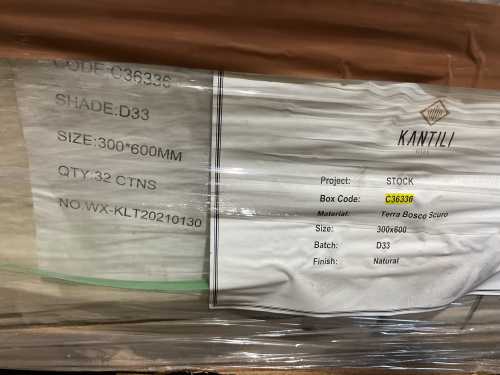 CODE:C36336
SHADE:D33
SIZE:300*600MM
QTY:32 CTNS
NO.WX-KLT20210130
KANTILI
Project: STOCK
Box Code: C36336
Material: Terra Bosco Scuro
Size: 300x600
Batch: D33
Finish: Natural